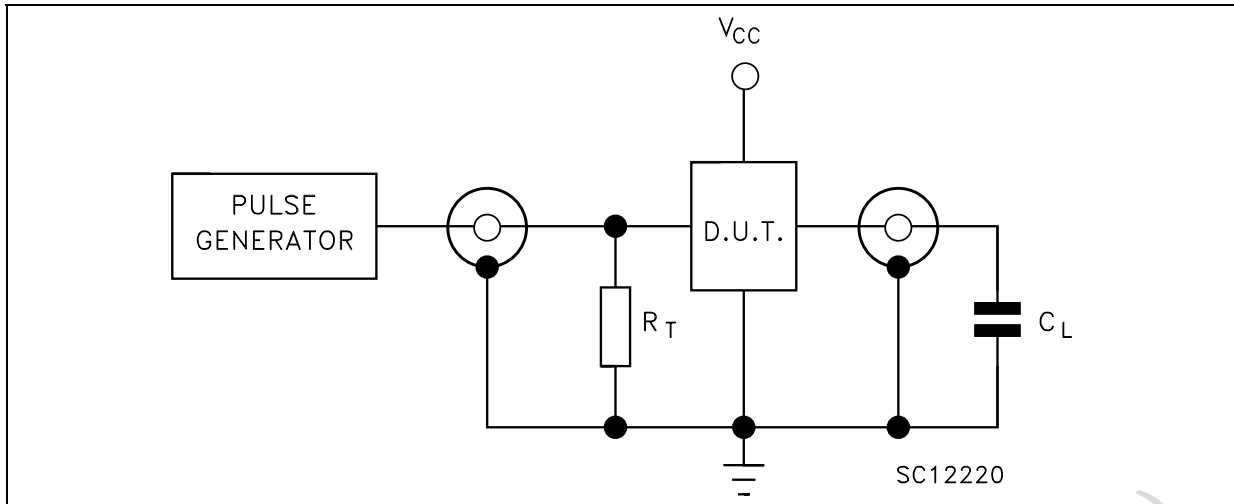 VCC
PULSE
GENERATOR
D.U.T.
RT
CL
SC12220